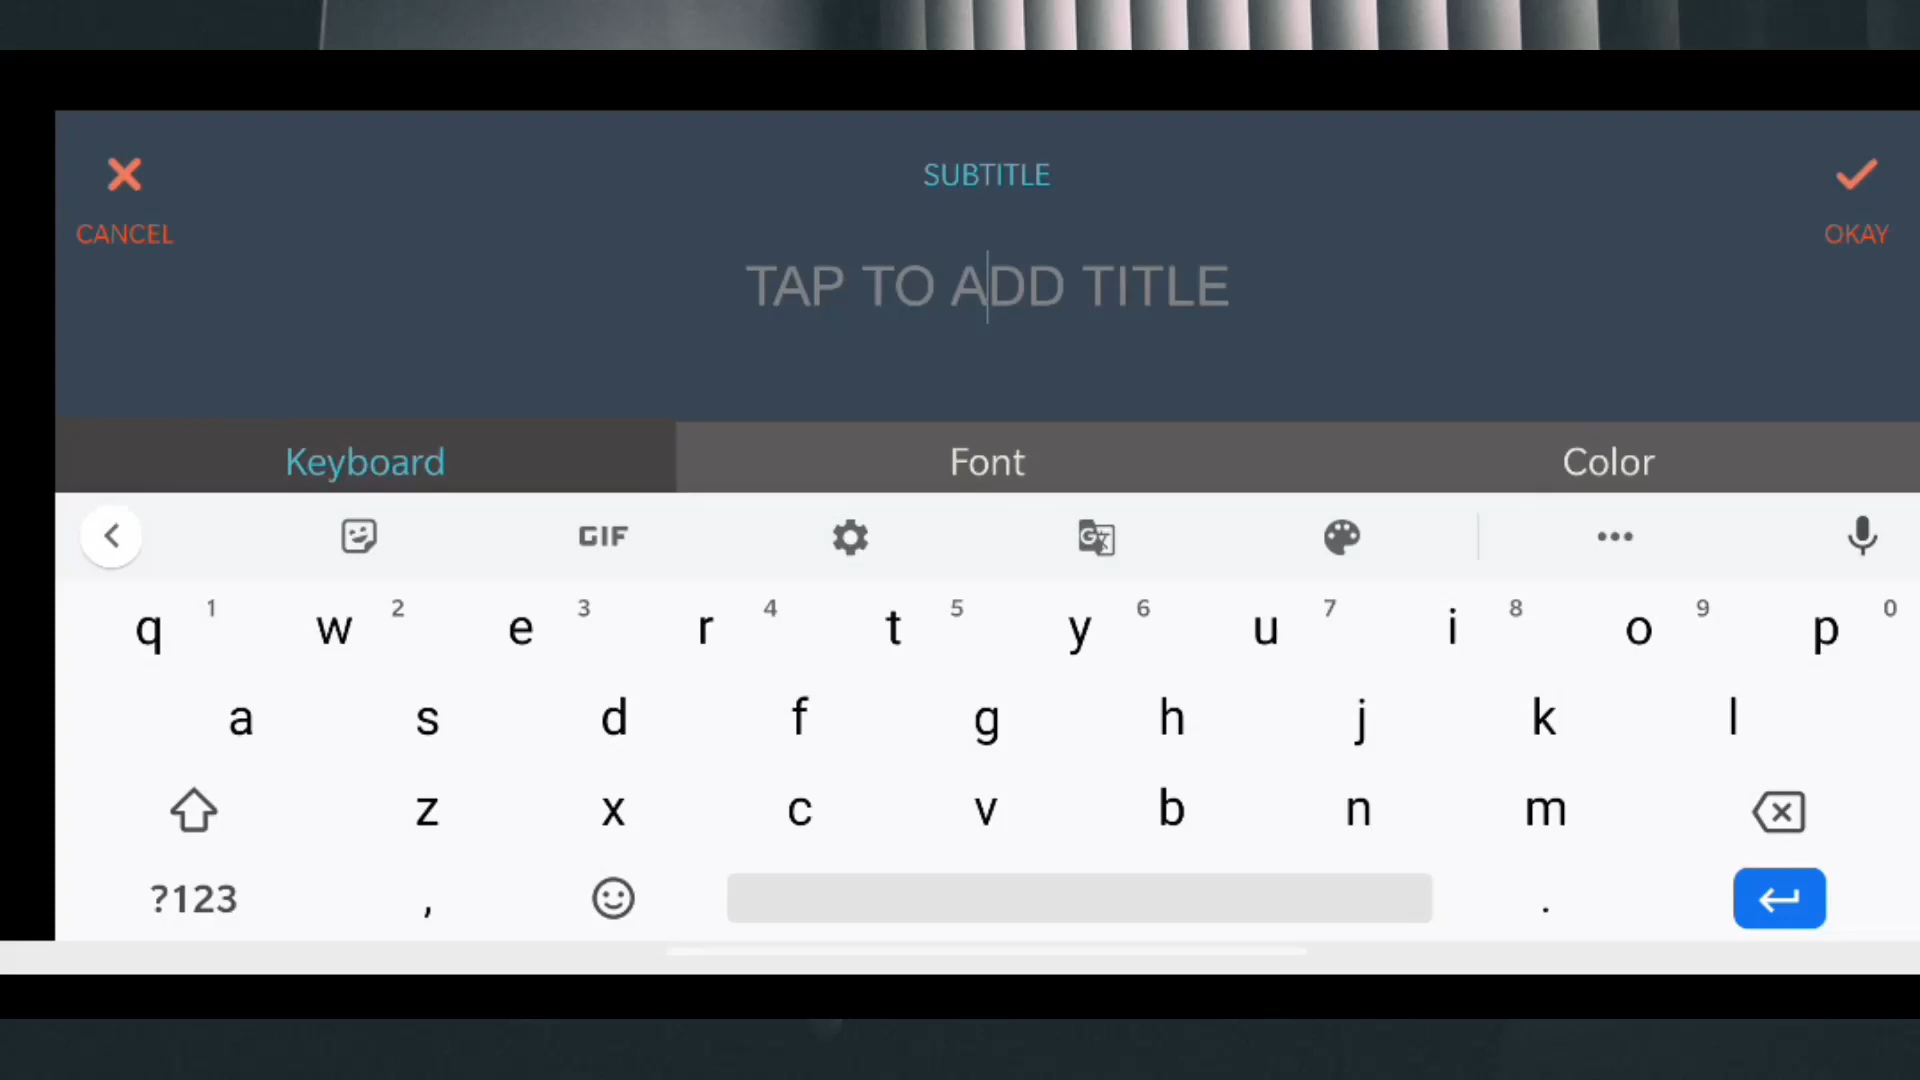 SUBTITLE
CANCEL
OKAY
TAP TO ADD TITLE
Keyboard Font Color
GIF
q 1 w 2 e 3 r 4 t 5 y 6 u 7 i 8 o 9 p 0
a s d f g h j k l
z x c v b n m
?123 , .